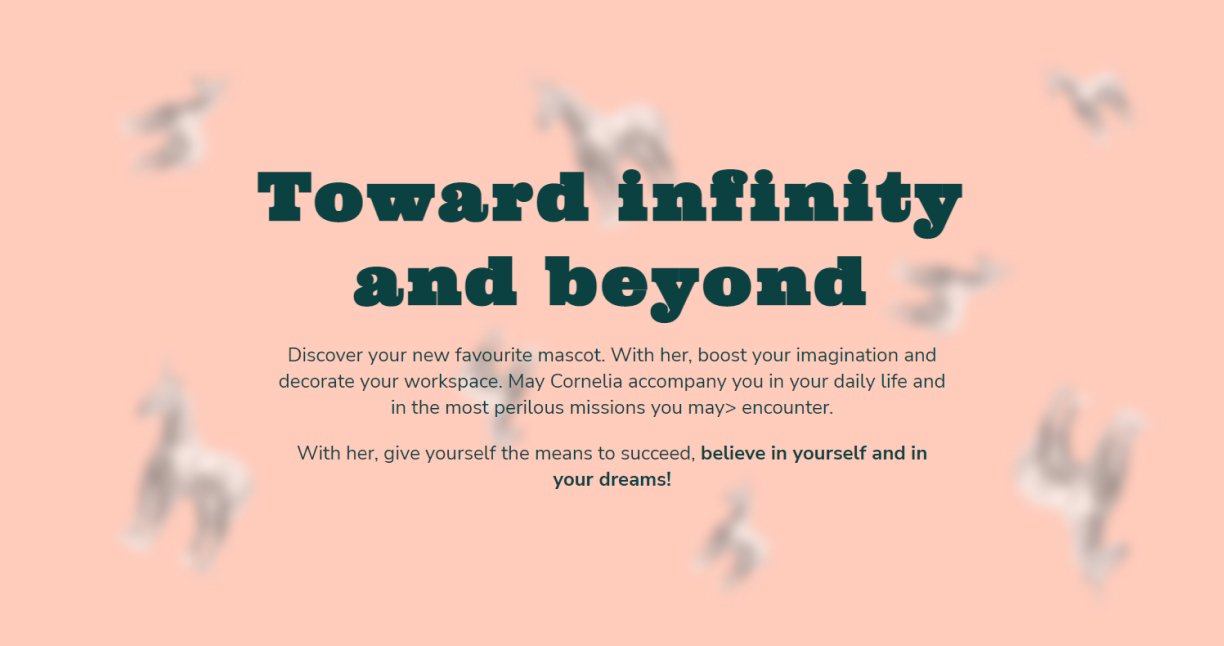 Toward infinity
and beyond
Discover your new favourite mascot. With her, boost your imagination and
decorate your workspace. May Cornelia accompany you in your daily life and
in the most perilous missions you may> encounter.
With her, give yourself the means to succeed, believe in yourself and in
your dreams!